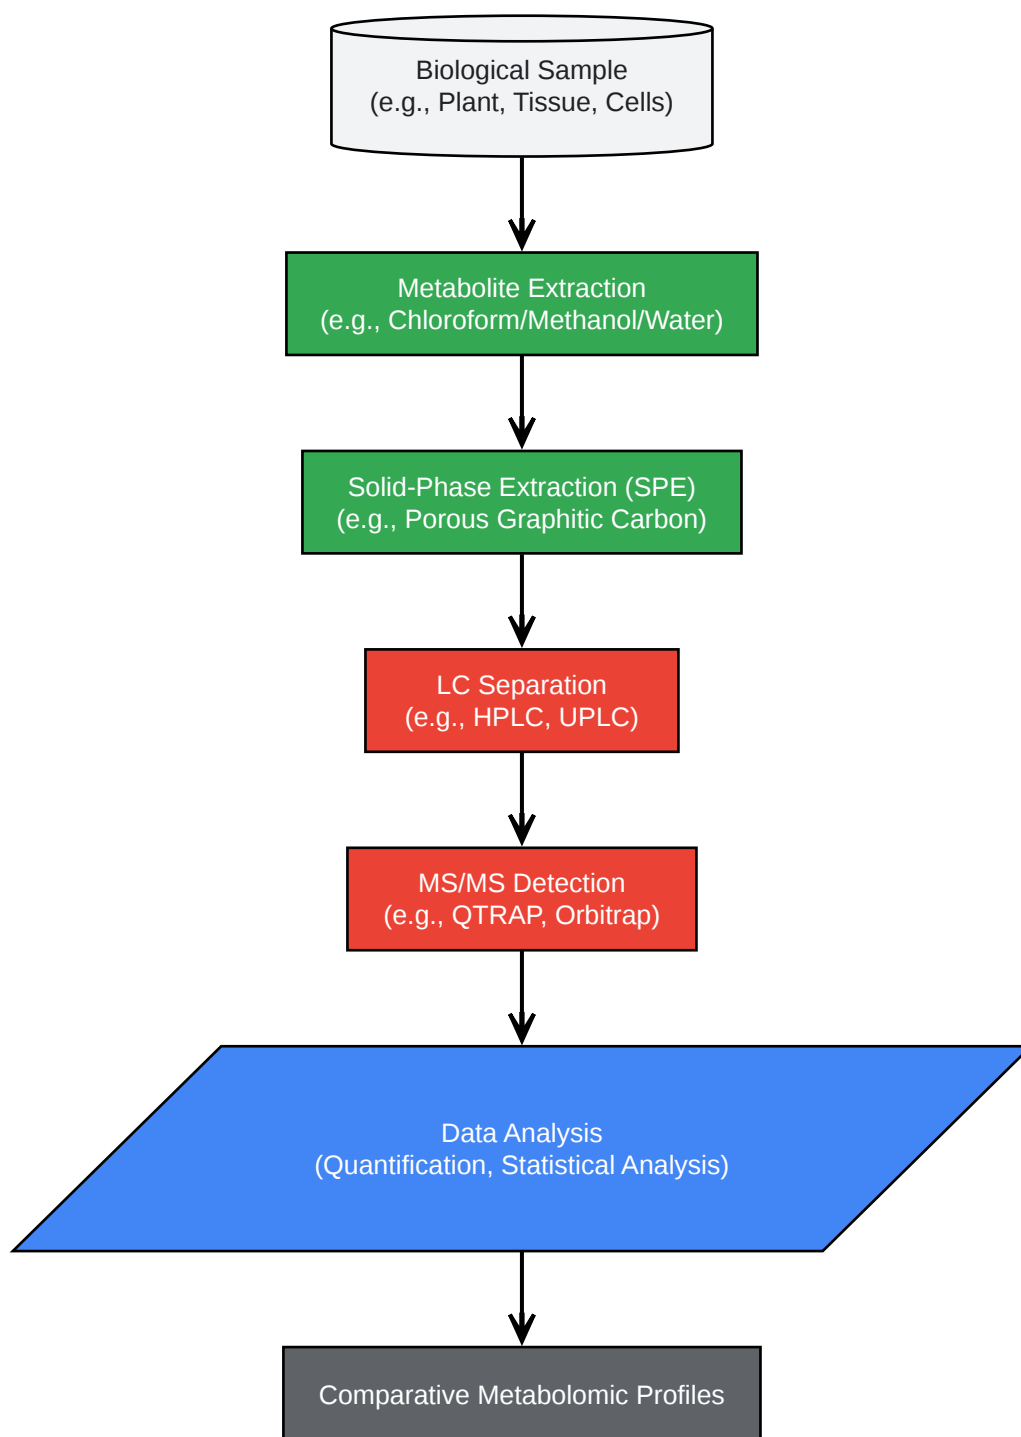 Biological Sample
(e.g., Plant, Tissue, Cells)
Metabolite Extraction
(e.g., Chloroform/Methanol/Water)
Solid-Phase Extraction (SPE)
(e.g., Porous Graphitic Carbon)
LC Separation
(e.g., HPLC, UPLC)
MS/MS Detection
(e.g., QTRAP, Orbitrap)
Data Analysis
(Quantification, Statistical Analysis)
Comparative Metabolomic Profiles